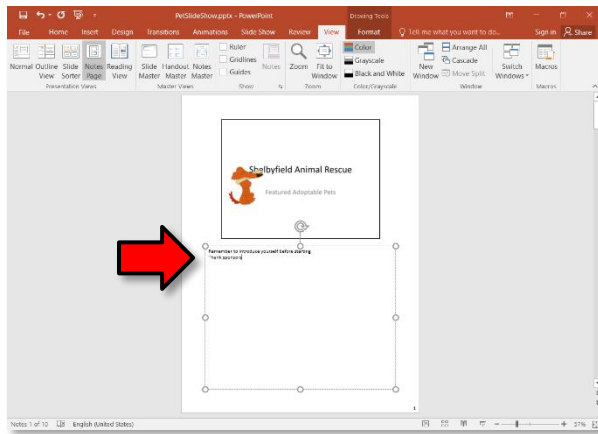 PetSlideShow.pptx - PowerPoint
Drawing Tools
File Home Insert Design Transitions Animations Slide Show Review View Format Tell me what you want to do... Sign in Share
Normal Outline View Slide Sorter Notes Page Reading View
Presentation Views
Slide Master Handout Master Notes Master
Master Views
Ruler
Gridlines
Guides
Notes
Show
Zoom Fit to Window
Zoom
Color
Grayscale
Black and White
Color/Grayscale
New Window
Arrange All
Cascade
Move Split
Switch Windows
Window
Macros
Macros
Shelbyfield Animal Rescue
Featured Adoptable Pets
Remember to introduce yourself before starting
Thank sponsors
1
Notes 1 of 10 English (United States) 57%